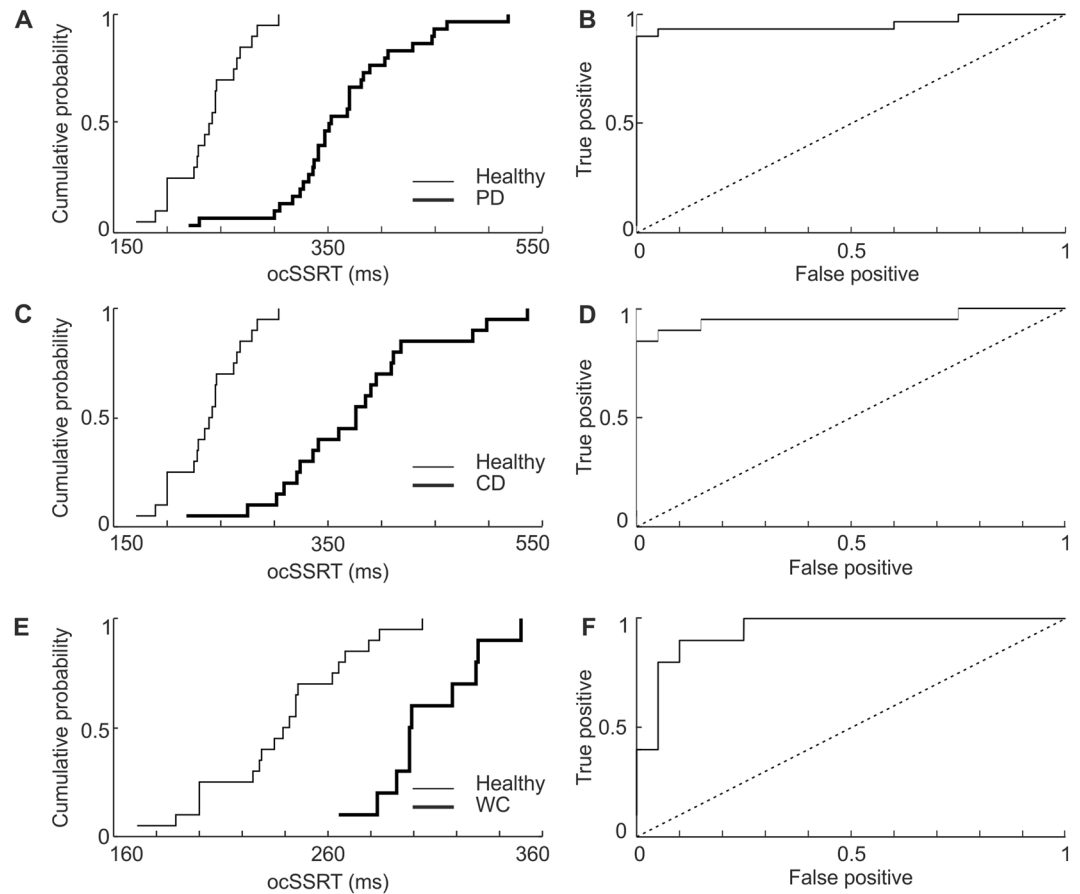 A
Cumulative probability
1
0.5
0
150
350
550
ocSSRT (ms)
Healthy
PD
B
True positive
1
0.5
0
0
0.5
1
False positive
C
Cumulative probability
1
0.5
0
150
350
550
ocSSRT (ms)
Healthy
CD
D
True positive
1
0.5
0
0
0.5
1
False positive
E
Cumulative probability
1
0.5
0
160
260
360
ocSSRT (ms)
Healthy
WC
F
True positive
1
0.5
0
0
0.5
1
False positive